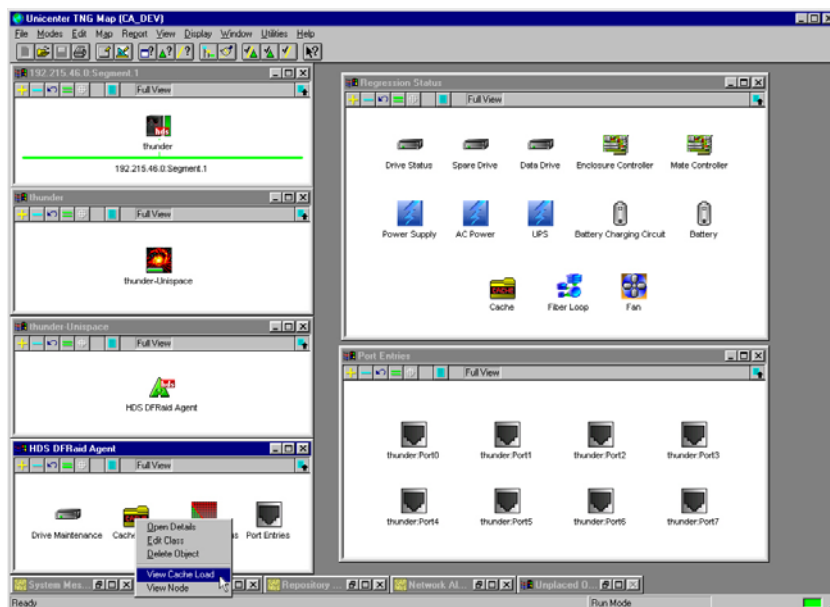 Unicenter TNG Map (CA_DEV)
File Modes Edit Map Report View Display Window Utilities Help
192.215.46.0:Segment.1
Full View
hds
thunder
192.215.46.0:Segment.1
thunder
Full View
thunder-Unispace
thunder-Unispace
Full View
hds
HDS DFRaid Agent
HDS DFRaid Agent
Full View
Drive Maintenance
Port Entries
Open Details
Edit Class
Delete Object
View Cache Load
View Node
Regression Status
Full View
Drive Status Spare Drive Data Drive Enclosure Controller Mate Controller
Power Supply AC Power UPS Battery Charging Circuit Battery
CACHE
Cache Fiber Loop Fan
Port Entries
Full View
thunder:Port0 thunder:Port1 thunder:Port2 thunder:Port3
thunder:Port4 thunder:Port5 thunder:Port6 thunder:Port7
System Mes... Repository ... Network Al... Unplaced O...
Ready Run Mode